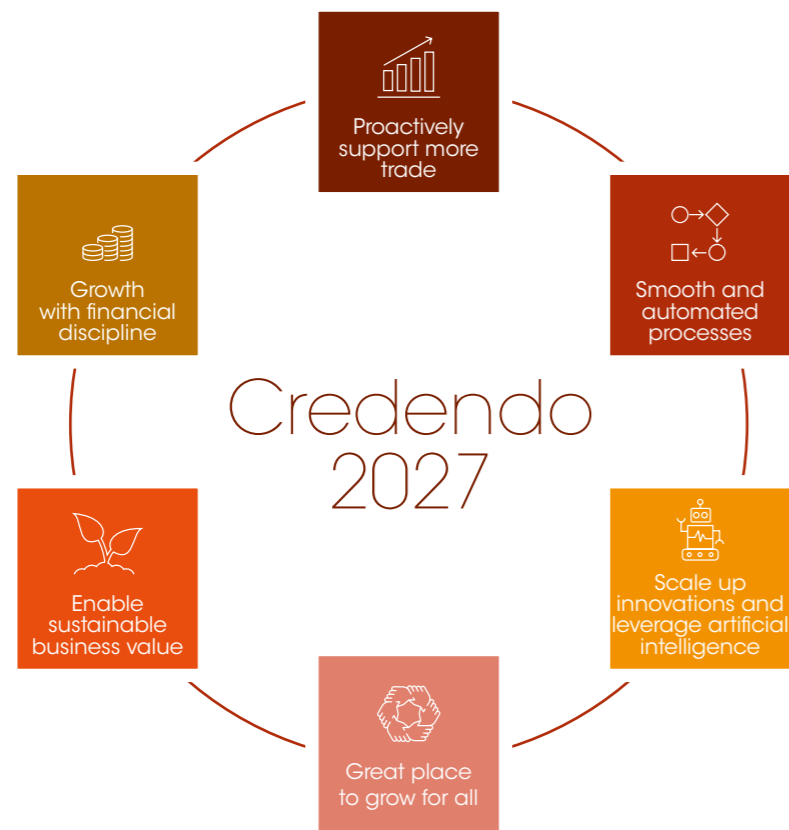 Proactively
support more
trade
Growth
with financial
discipline
Smooth and
automated
processes
Credendo
2027
Enable
sustainable
business value
Scale up
innovations and
leverage artificial
intelligence
Great place
to grow for all